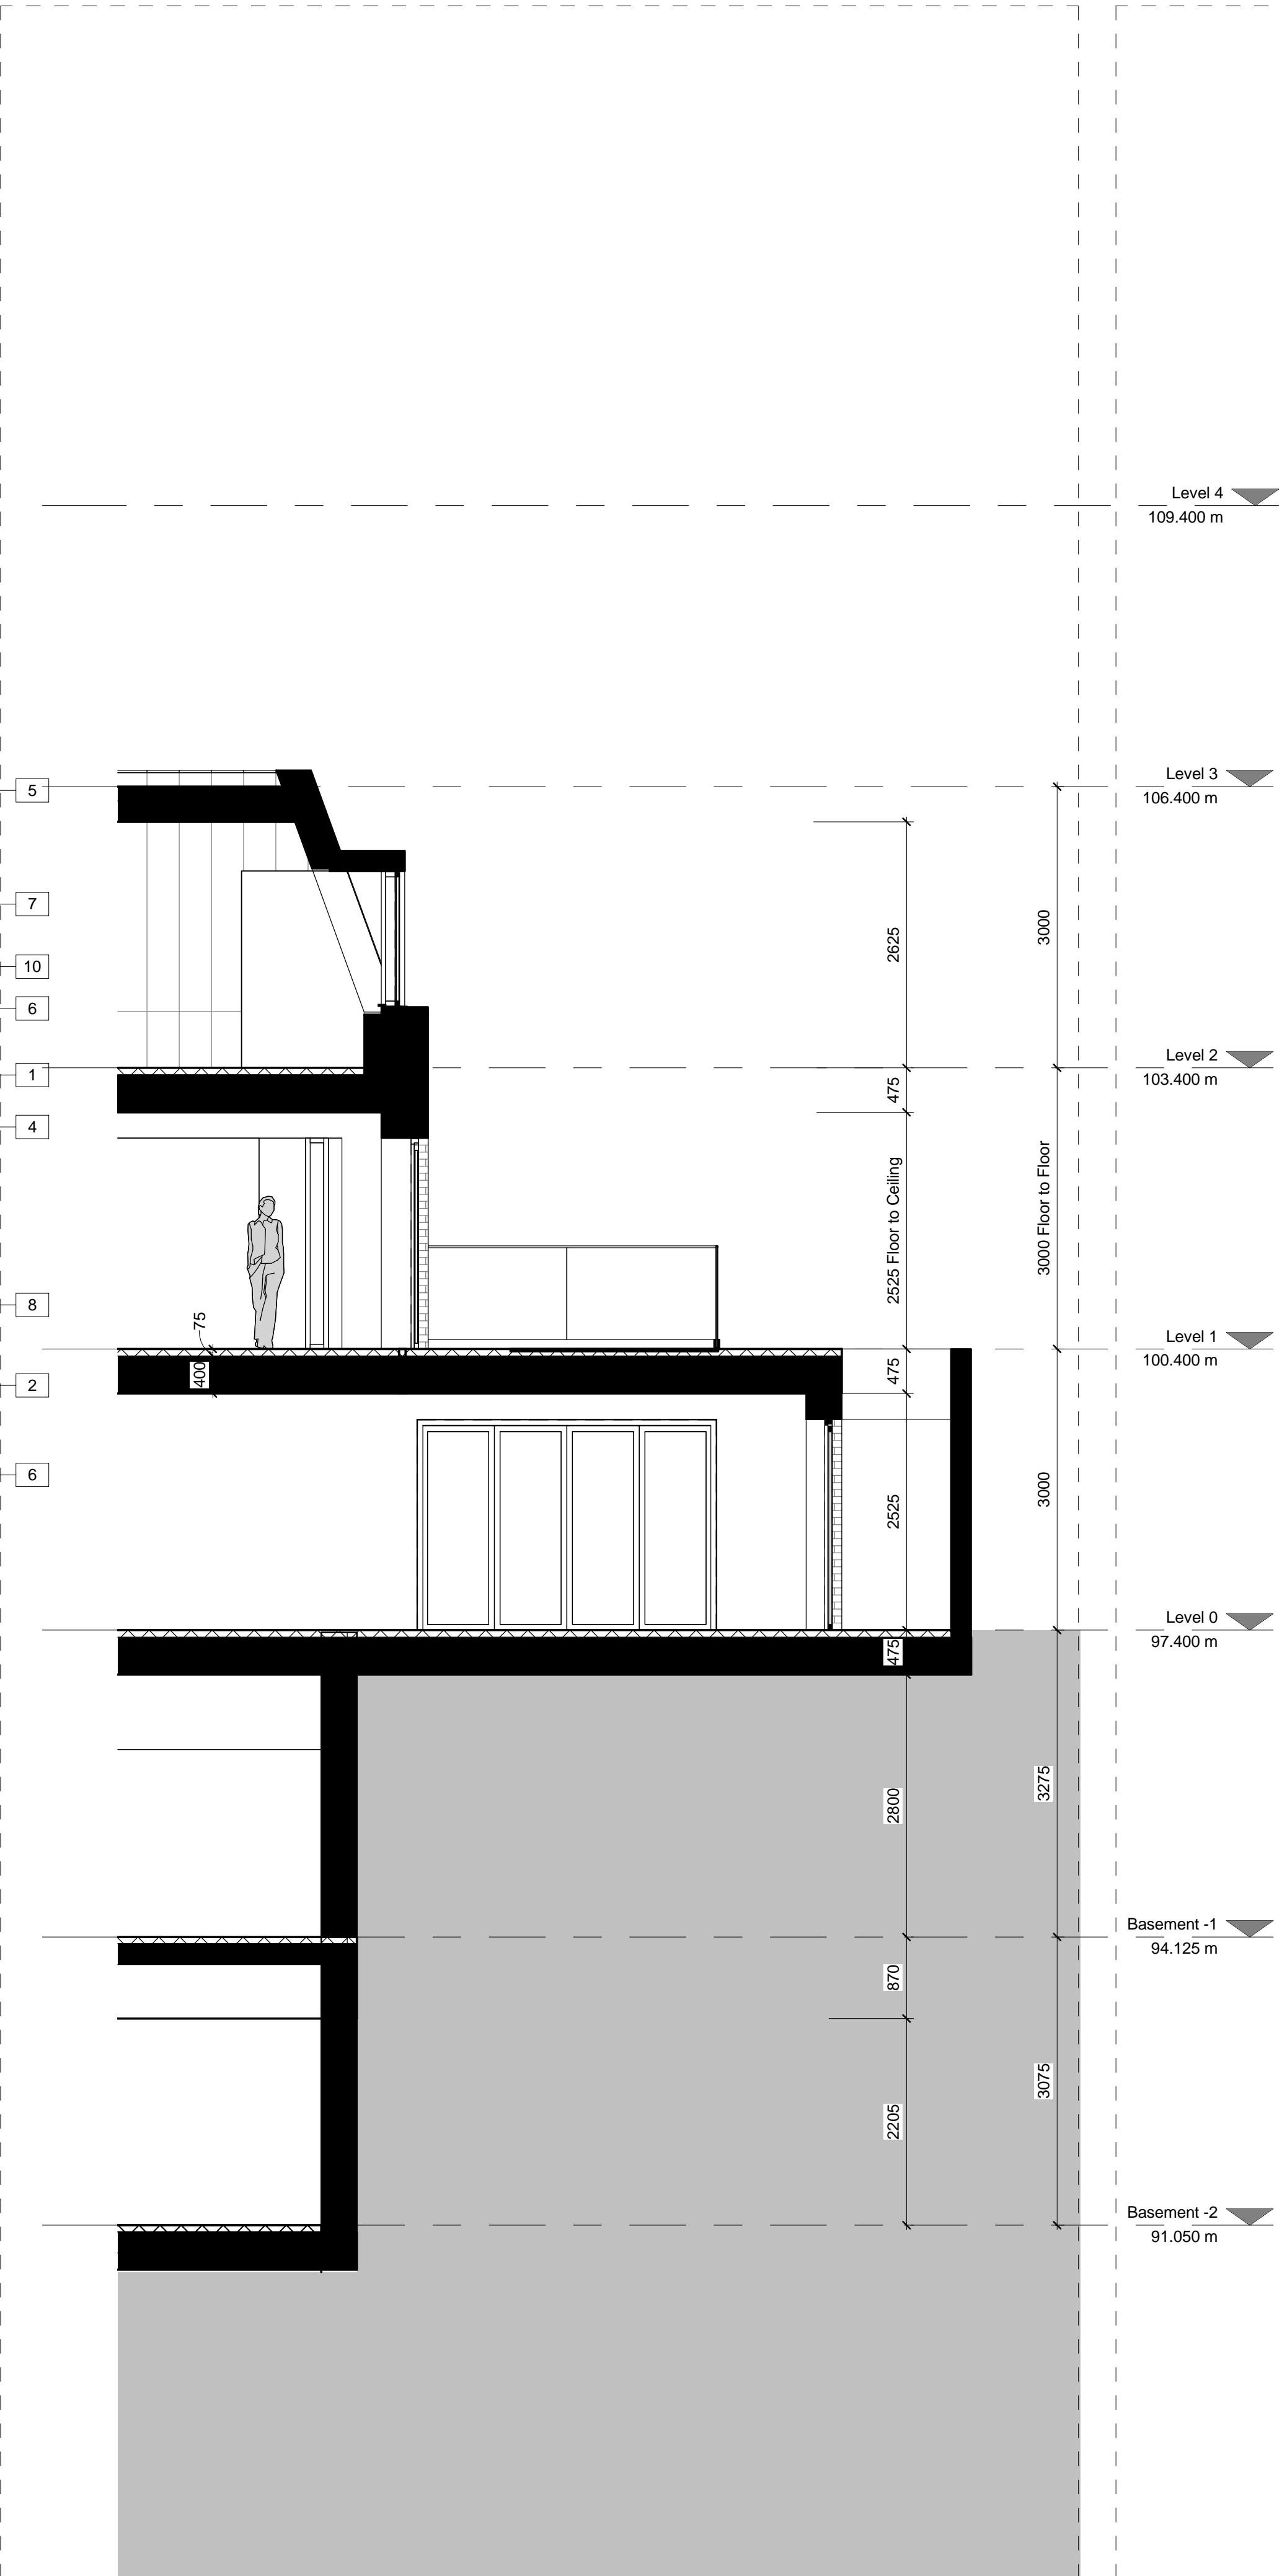 Level 4
109.400 m
Level 3
106.400 m
5
7
2625
3000
10
6
Level 2
103.400 m
1
475
4
2525 Floor to Ceiling
3000 Floor to Floor
8
75
Level 1
100.400 m
400
475
2
6
2525
3000
Level 0
97.400 m
475
2800
3275
Basement -1
94.125 m
870
3075
2205
Basement -2
91.050 m